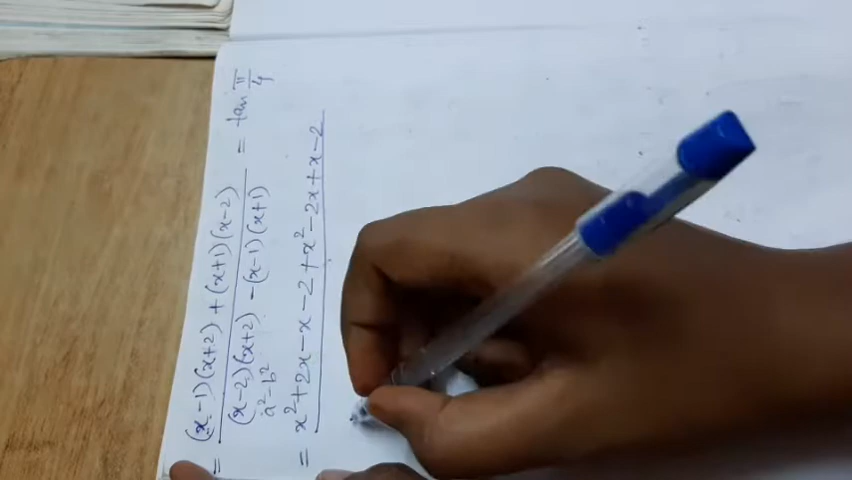 = (x-1)(x+2) + (x+1)(x-2) / (x-2)(x+2) - (x-1)(x+1) = tan π/4
a²-b²
= x²+2x-x-2+x²-2x+x-2